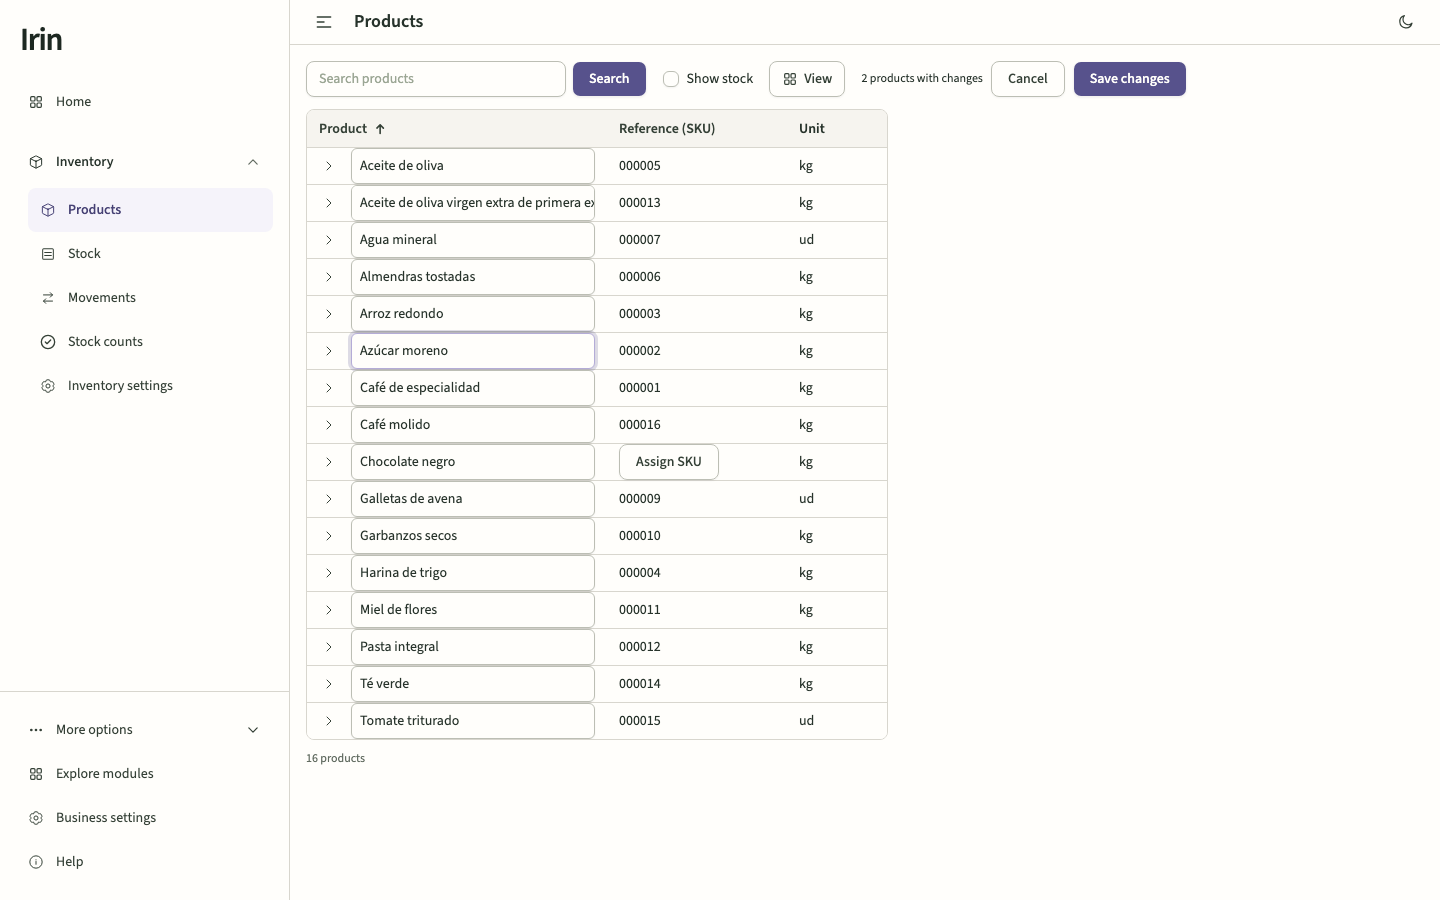 Irin
Home
Inventory
Products
Stock
Movements
Stock counts
Inventory settings
More options
Explore modules
Business settings
Help
Products
Search products
Search
Show stock
View
2 products with changes
Cancel
Save changes
Product Reference (SKU) Unit
Aceite de oliva 000005 kg
Aceite de oliva virgen extra de primera ex 000013 kg
Agua mineral 000007 ud
Almendras tostadas 000006 kg
Arroz redondo 000003 kg
Azúcar moreno 000002 kg
Café de especialidad 000001 kg
Café molido 000016 kg
Chocolate negro Assign SKU kg
Galletas de avena 000009 ud
Garbanzos secos 000010 kg
Harina de trigo 000004 kg
Miel de flores 000011 kg
Pasta integral 000012 kg
Té verde 000014 kg
Tomate triturado 000015 ud
16 products